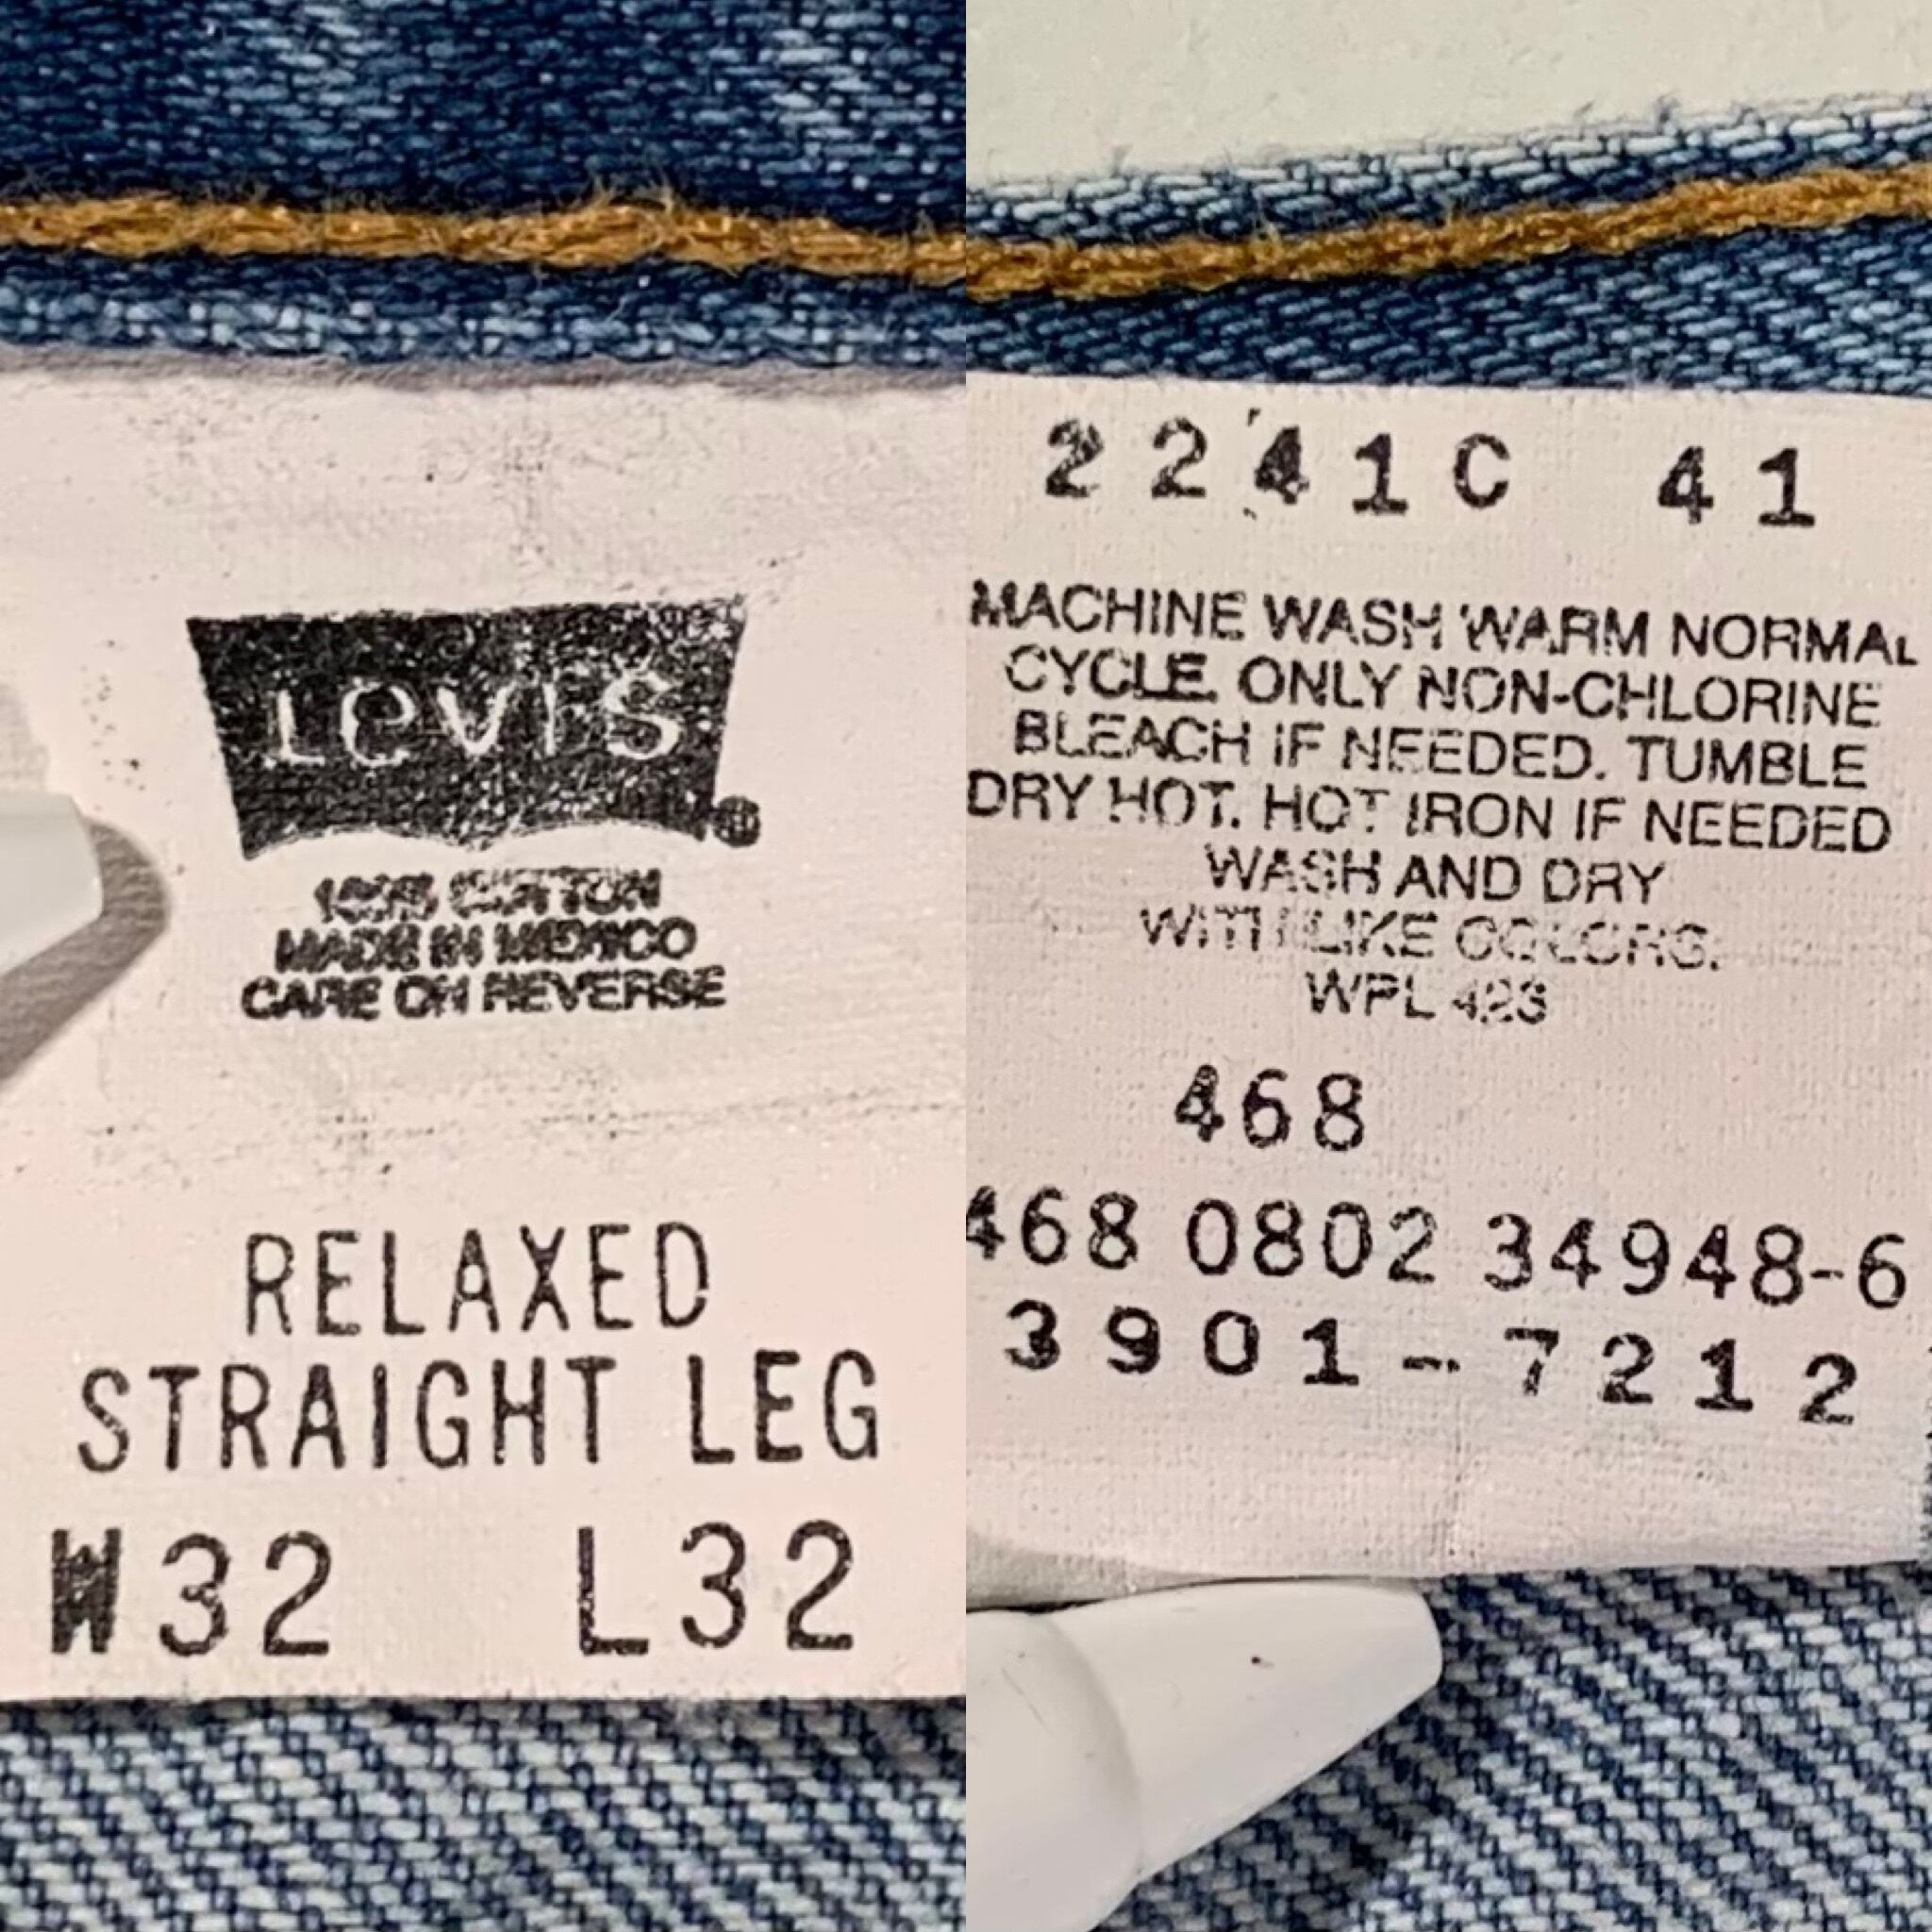 Levi's
®
100% COTTON
MADE IN MEXICO
CARE ON REVERSE
RELAXED
STRAIGHT LEG
W32 L32
2241C 41
MACHINE WASH WARM NORMAL
CYCLE. ONLY NON-CHLORINE
BLEACH IF NEEDED. TUMBLE
DRY HOT. HOT IRON IF NEEDED
WASH AND DRY
WITH LIKE COLORS.
WPL 423
468
468 0802 34948-6
3901-7212